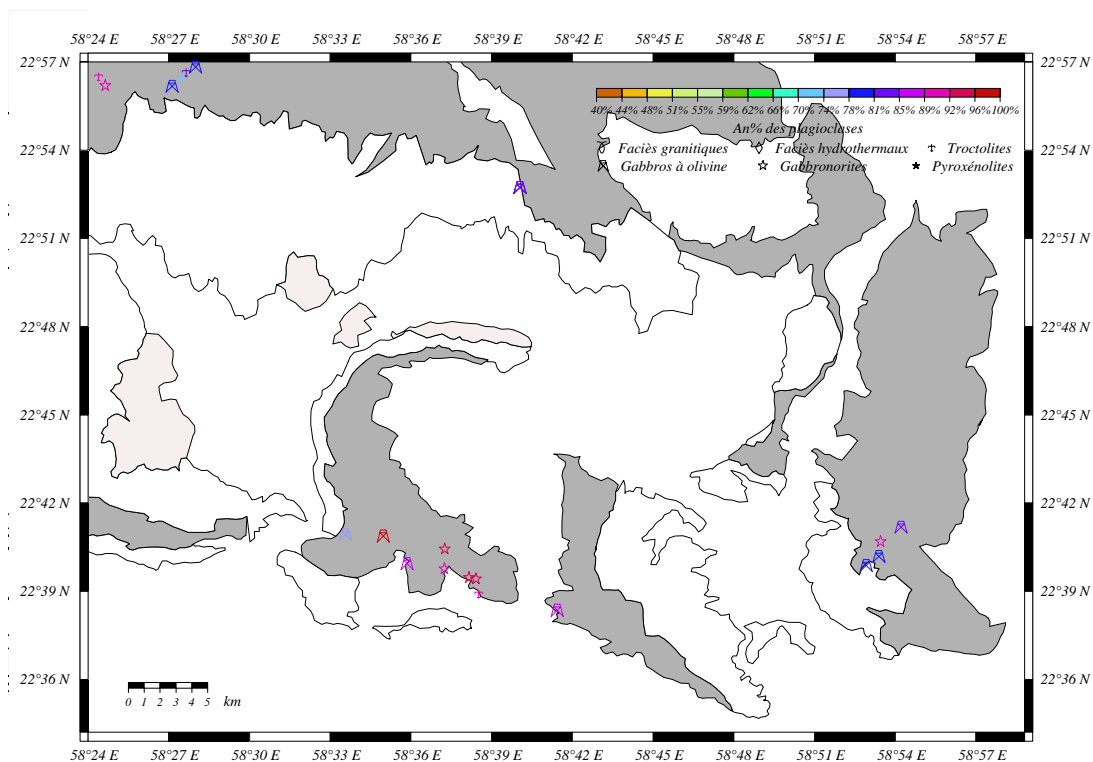 58°24 E 58°27 E 58°30 E 58°33 E 58°36 E 58°39 E 58°42 E 58°45 E 58°48 E 58°51 E 58°54 E 58°57 E
22°57 N 22°57 N
40% 44% 48% 51% 55% 59% 62% 66% 70% 74% 78% 81% 85% 89% 92% 96% 100%
An% des plagioclases
Faciès granitiques Faciès hydrothermaux Troctolites
22°54 N 22°54 N
Gabbros à olivine Gabbronorites Pyroxénolites
22°51 N 22°51 N
22°48 N 22°48 N
22°45 N 22°45 N
22°42 N 22°42 N
22°39 N 22°39 N
22°36 N 22°36 N
0 1 2 3 4 5 km
58°24 E 58°27 E 58°30 E 58°33 E 58°36 E 58°39 E 58°42 E 58°45 E 58°48 E 58°51 E 58°54 E 58°57 E